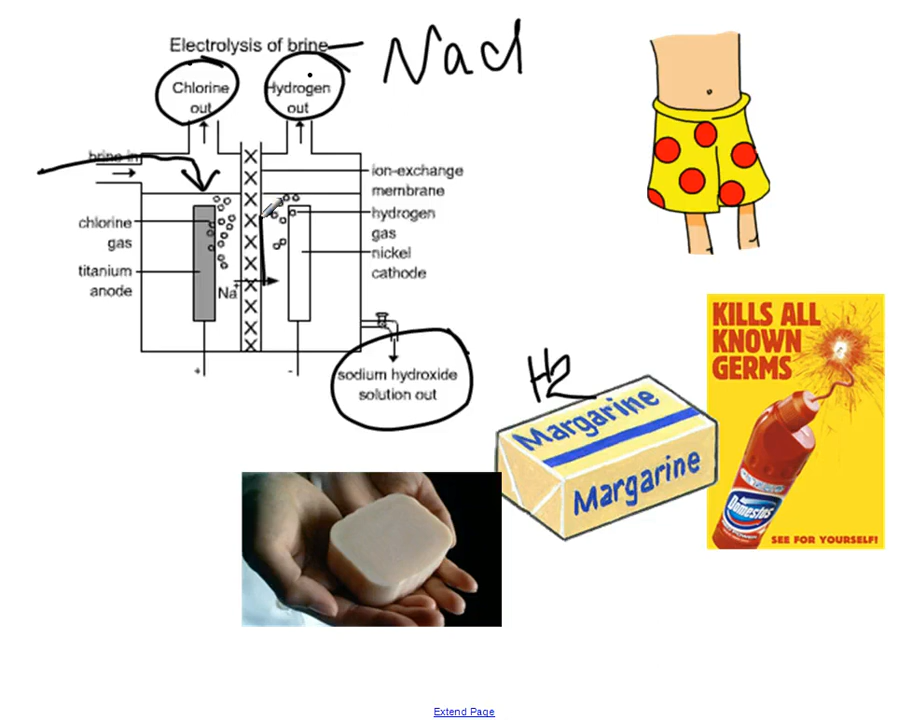 Electrolysis of brine
NaCl
Chlorine
out
Hydrogen
out
brine in
ion-exchange
membrane
chlorine
gas
hydrogen
gas
titanium
anode
nickel
cathode
Na+
+
-
sodium hydroxide
solution out
H2
Margarine
Margarine
KILLS ALL
KNOWN
GERMS
Domestos
SEE FOR YOURSELF!
Extend Page